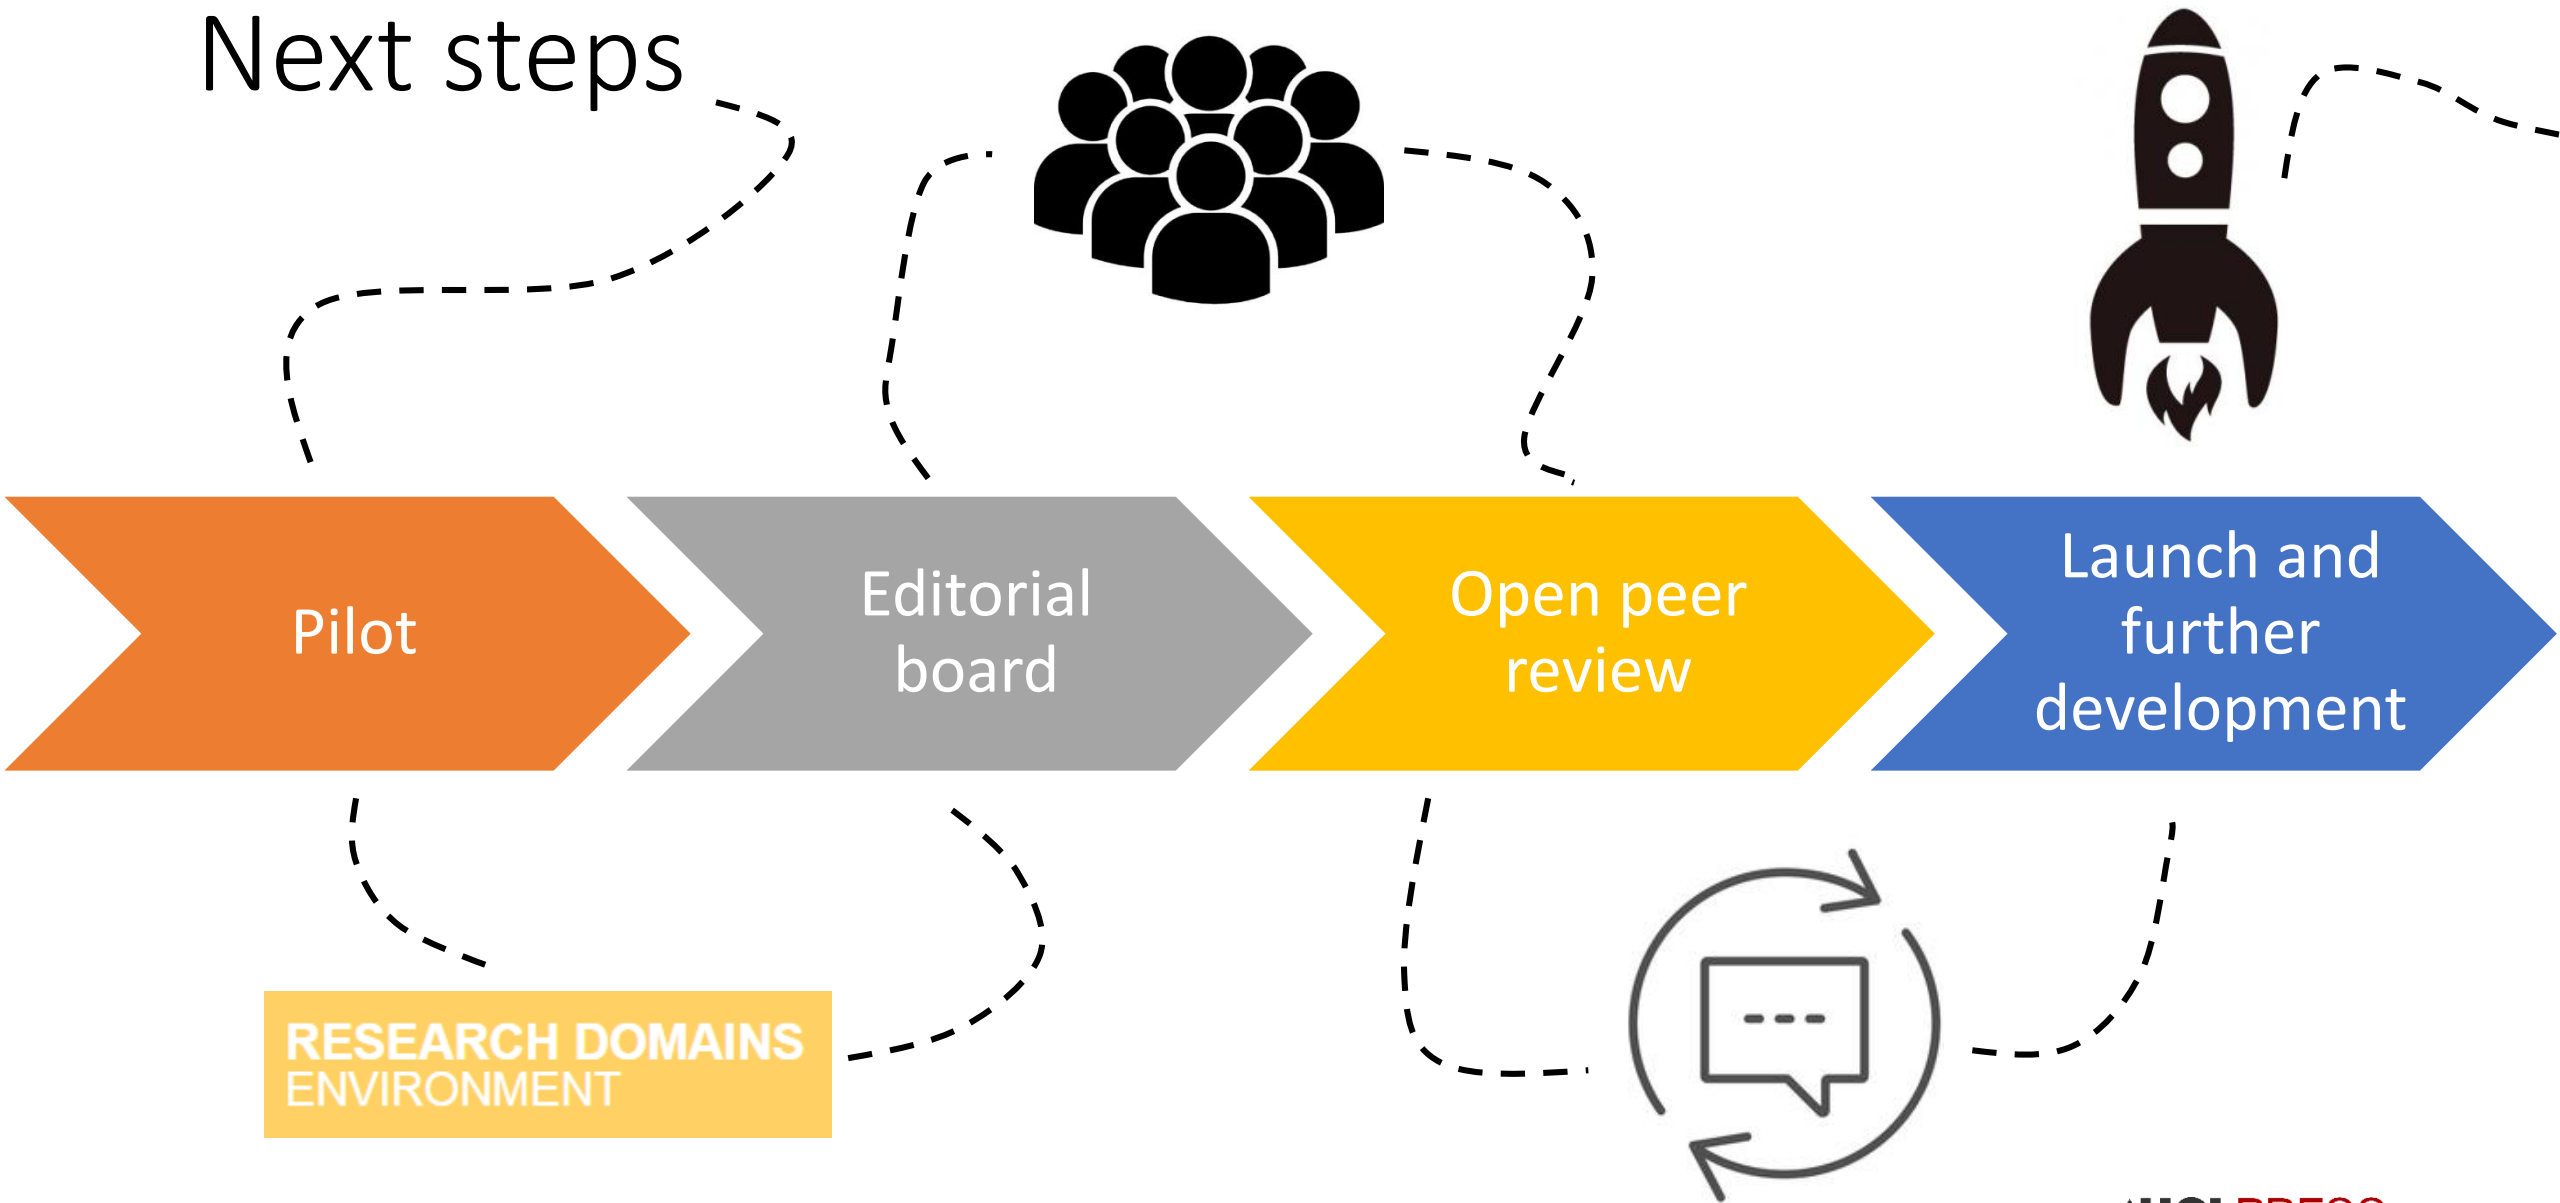 Next steps
Pilot
Editorial
board
Open peer
review
Launch and
further
development
RESEARCH DOMAINS
ENVIRONMENT